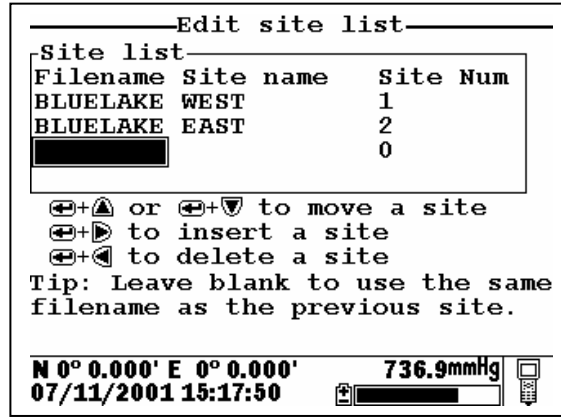 Edit site list
Site list
Filename Site name Site Num
BLUELAKE WEST 1
BLUELAKE EAST 2
0
+ or + to move a site
+ to insert a site
+ to delete a site
Tip: Leave blank to use the same
filename as the previous site.
N 0° 0.000' E 0° 0.000' 736.9mmHg
07/11/2001 15:17:50